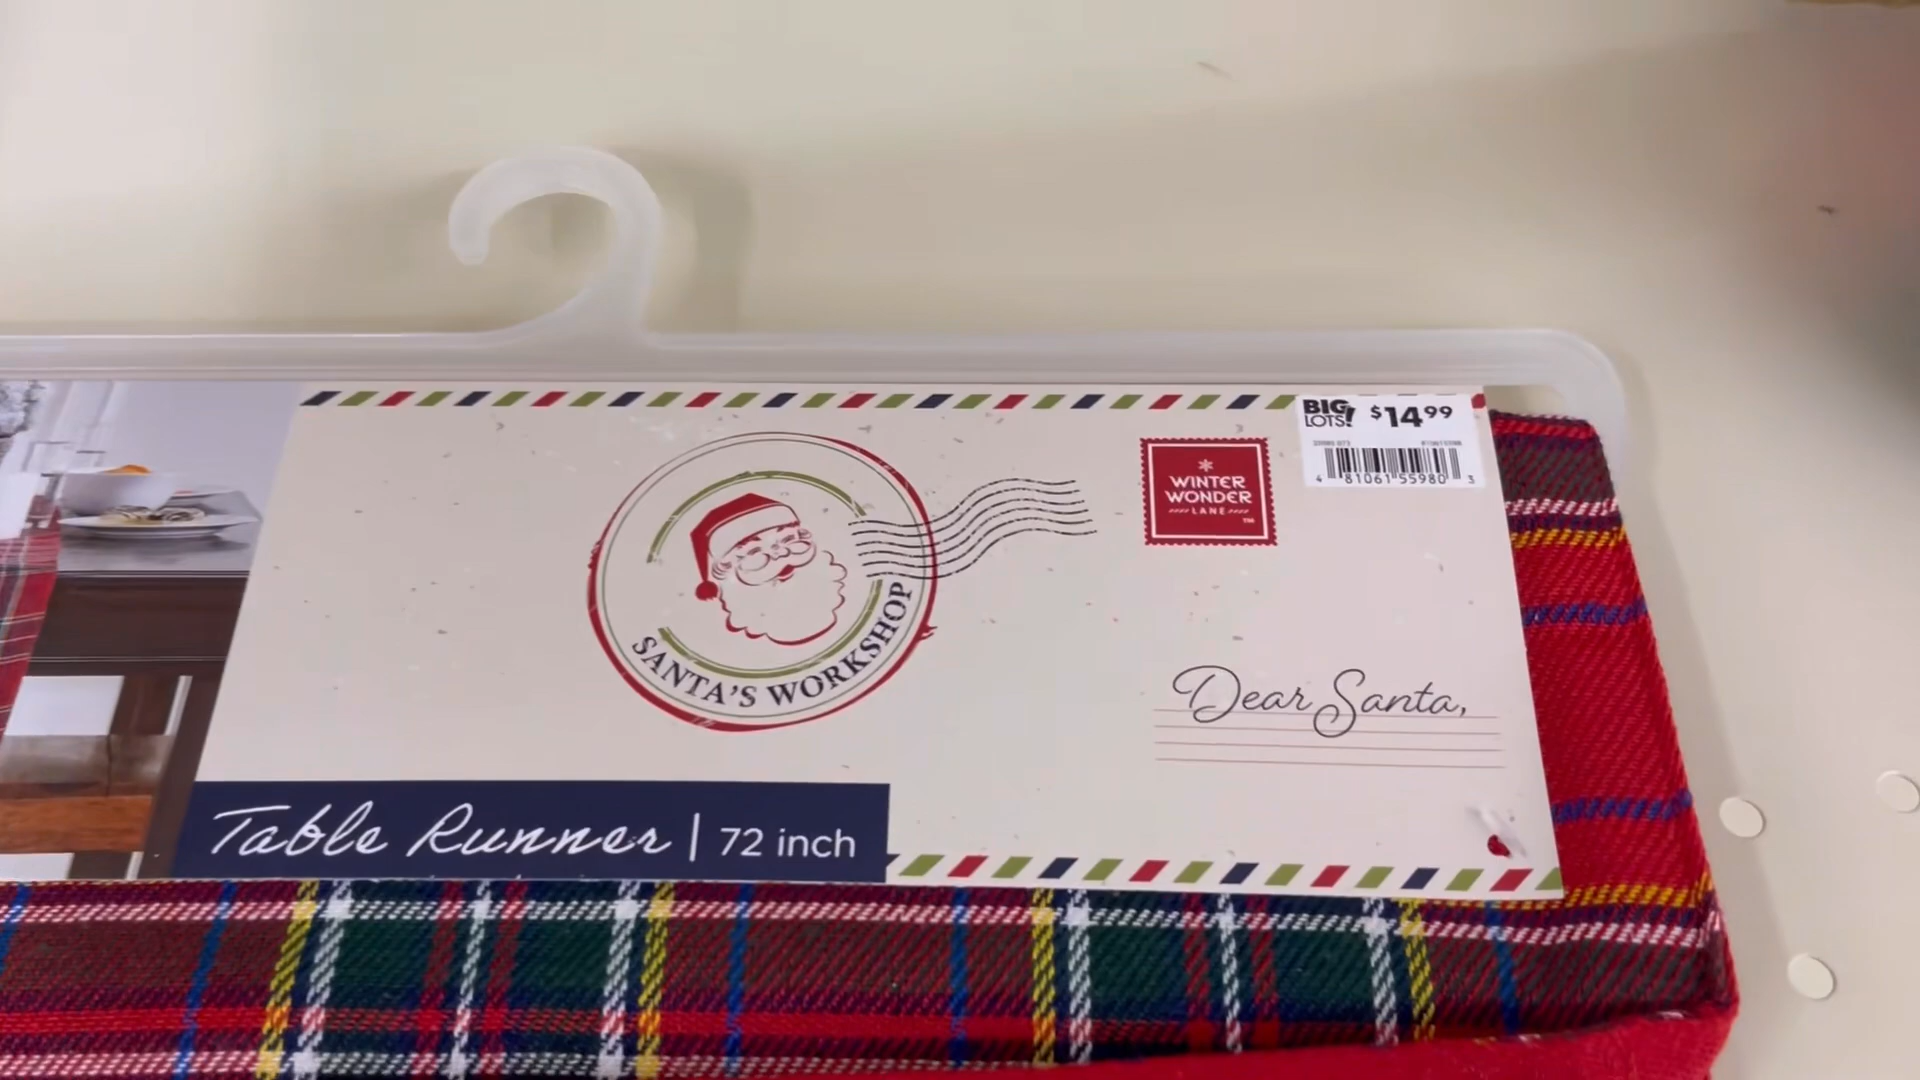 BIG LOTS! $14.99
4 81061 55980 3
WINTER
WONDER
LANE
TM
SANTA'S WORKSHOP
Dear Santa,
Table Runner | 72 inch